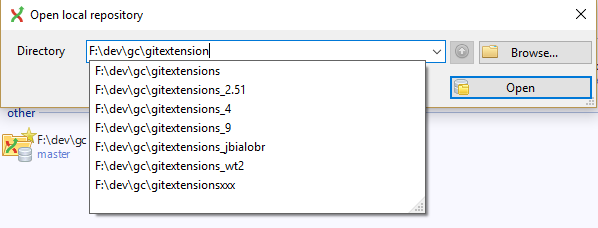 Open local repository
Directory
F:\dev\gc\gitextension
Browse...
F:\dev\gc\gitextensions
F:\dev\gc\gitextensions_2.51
F:\dev\gc\gitextensions_4
F:\dev\gc\gitextensions_9
F:\dev\gc\gitextensions_jbialobr
F:\dev\gc\gitextensions_wt2
F:\dev\gc\gitextensionsxxx
Open
other
F:\dev\gc
master